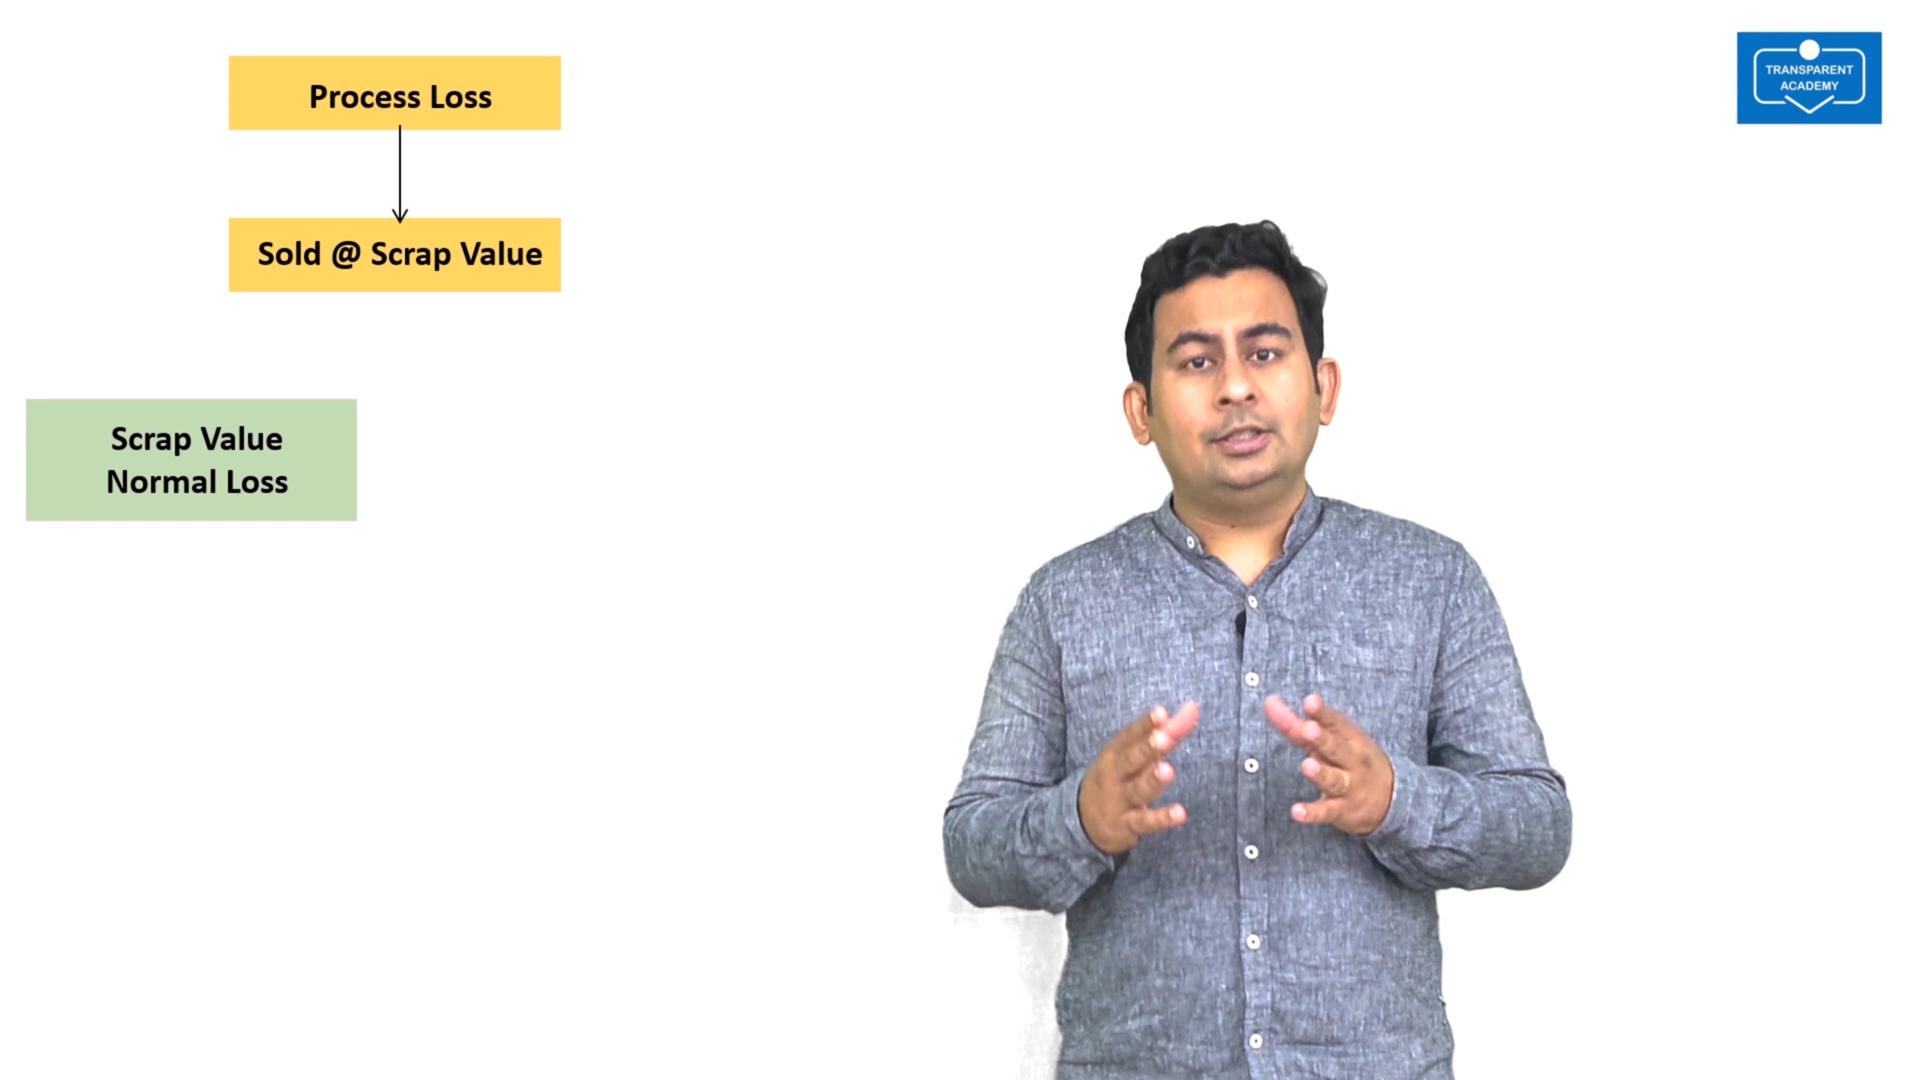 Process Loss
TRANSPARENT
ACADEMY
Sold @ Scrap Value
Scrap Value
Normal Loss